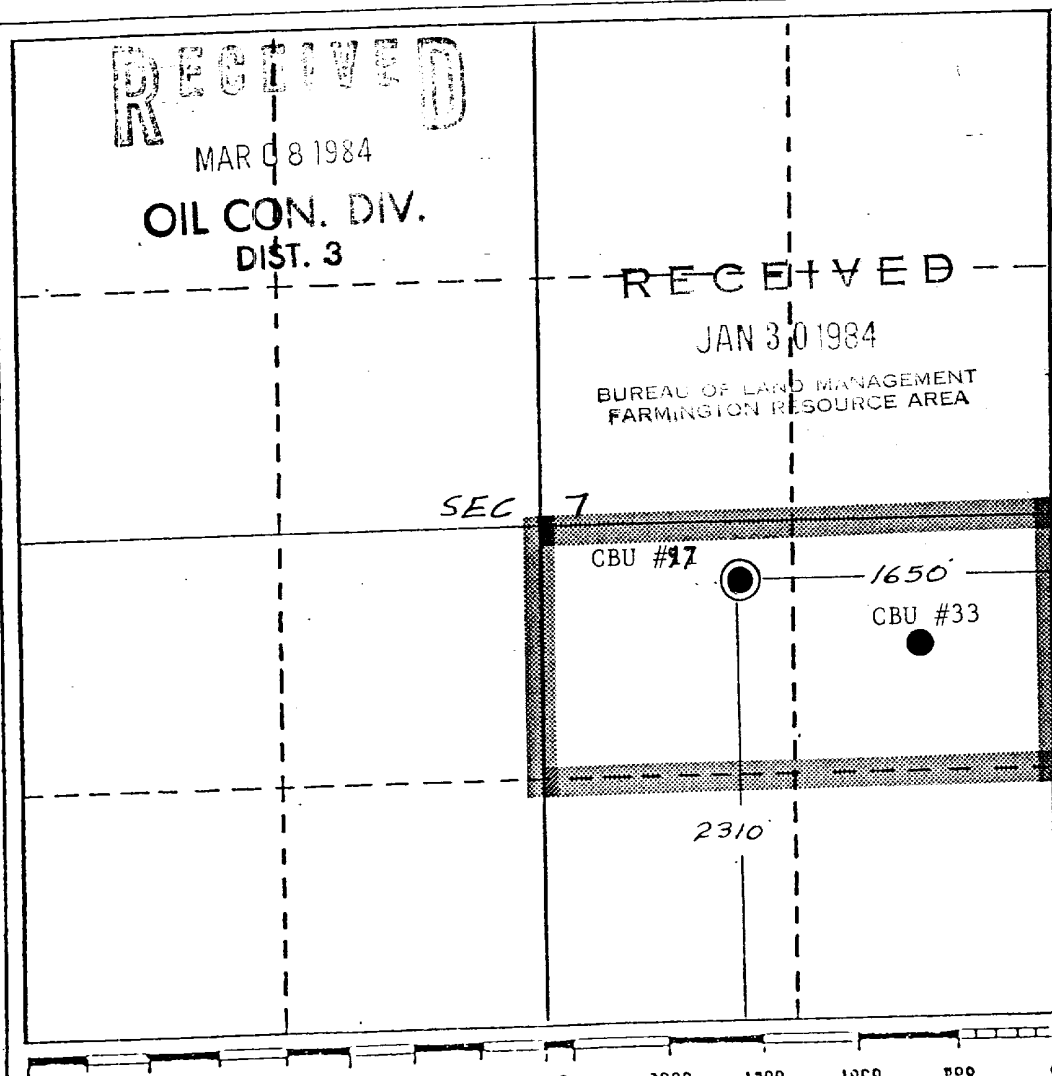 RECEIVED
MAR 08 1984
OIL CON. DIV.
DIST. 3
RECEIVED
JAN 30 1984
BUREAU OF LAND MANAGEMENT
FARMINGTON RESOURCE AREA
SEC 7
CBU
1650'
CBU #33
2310'